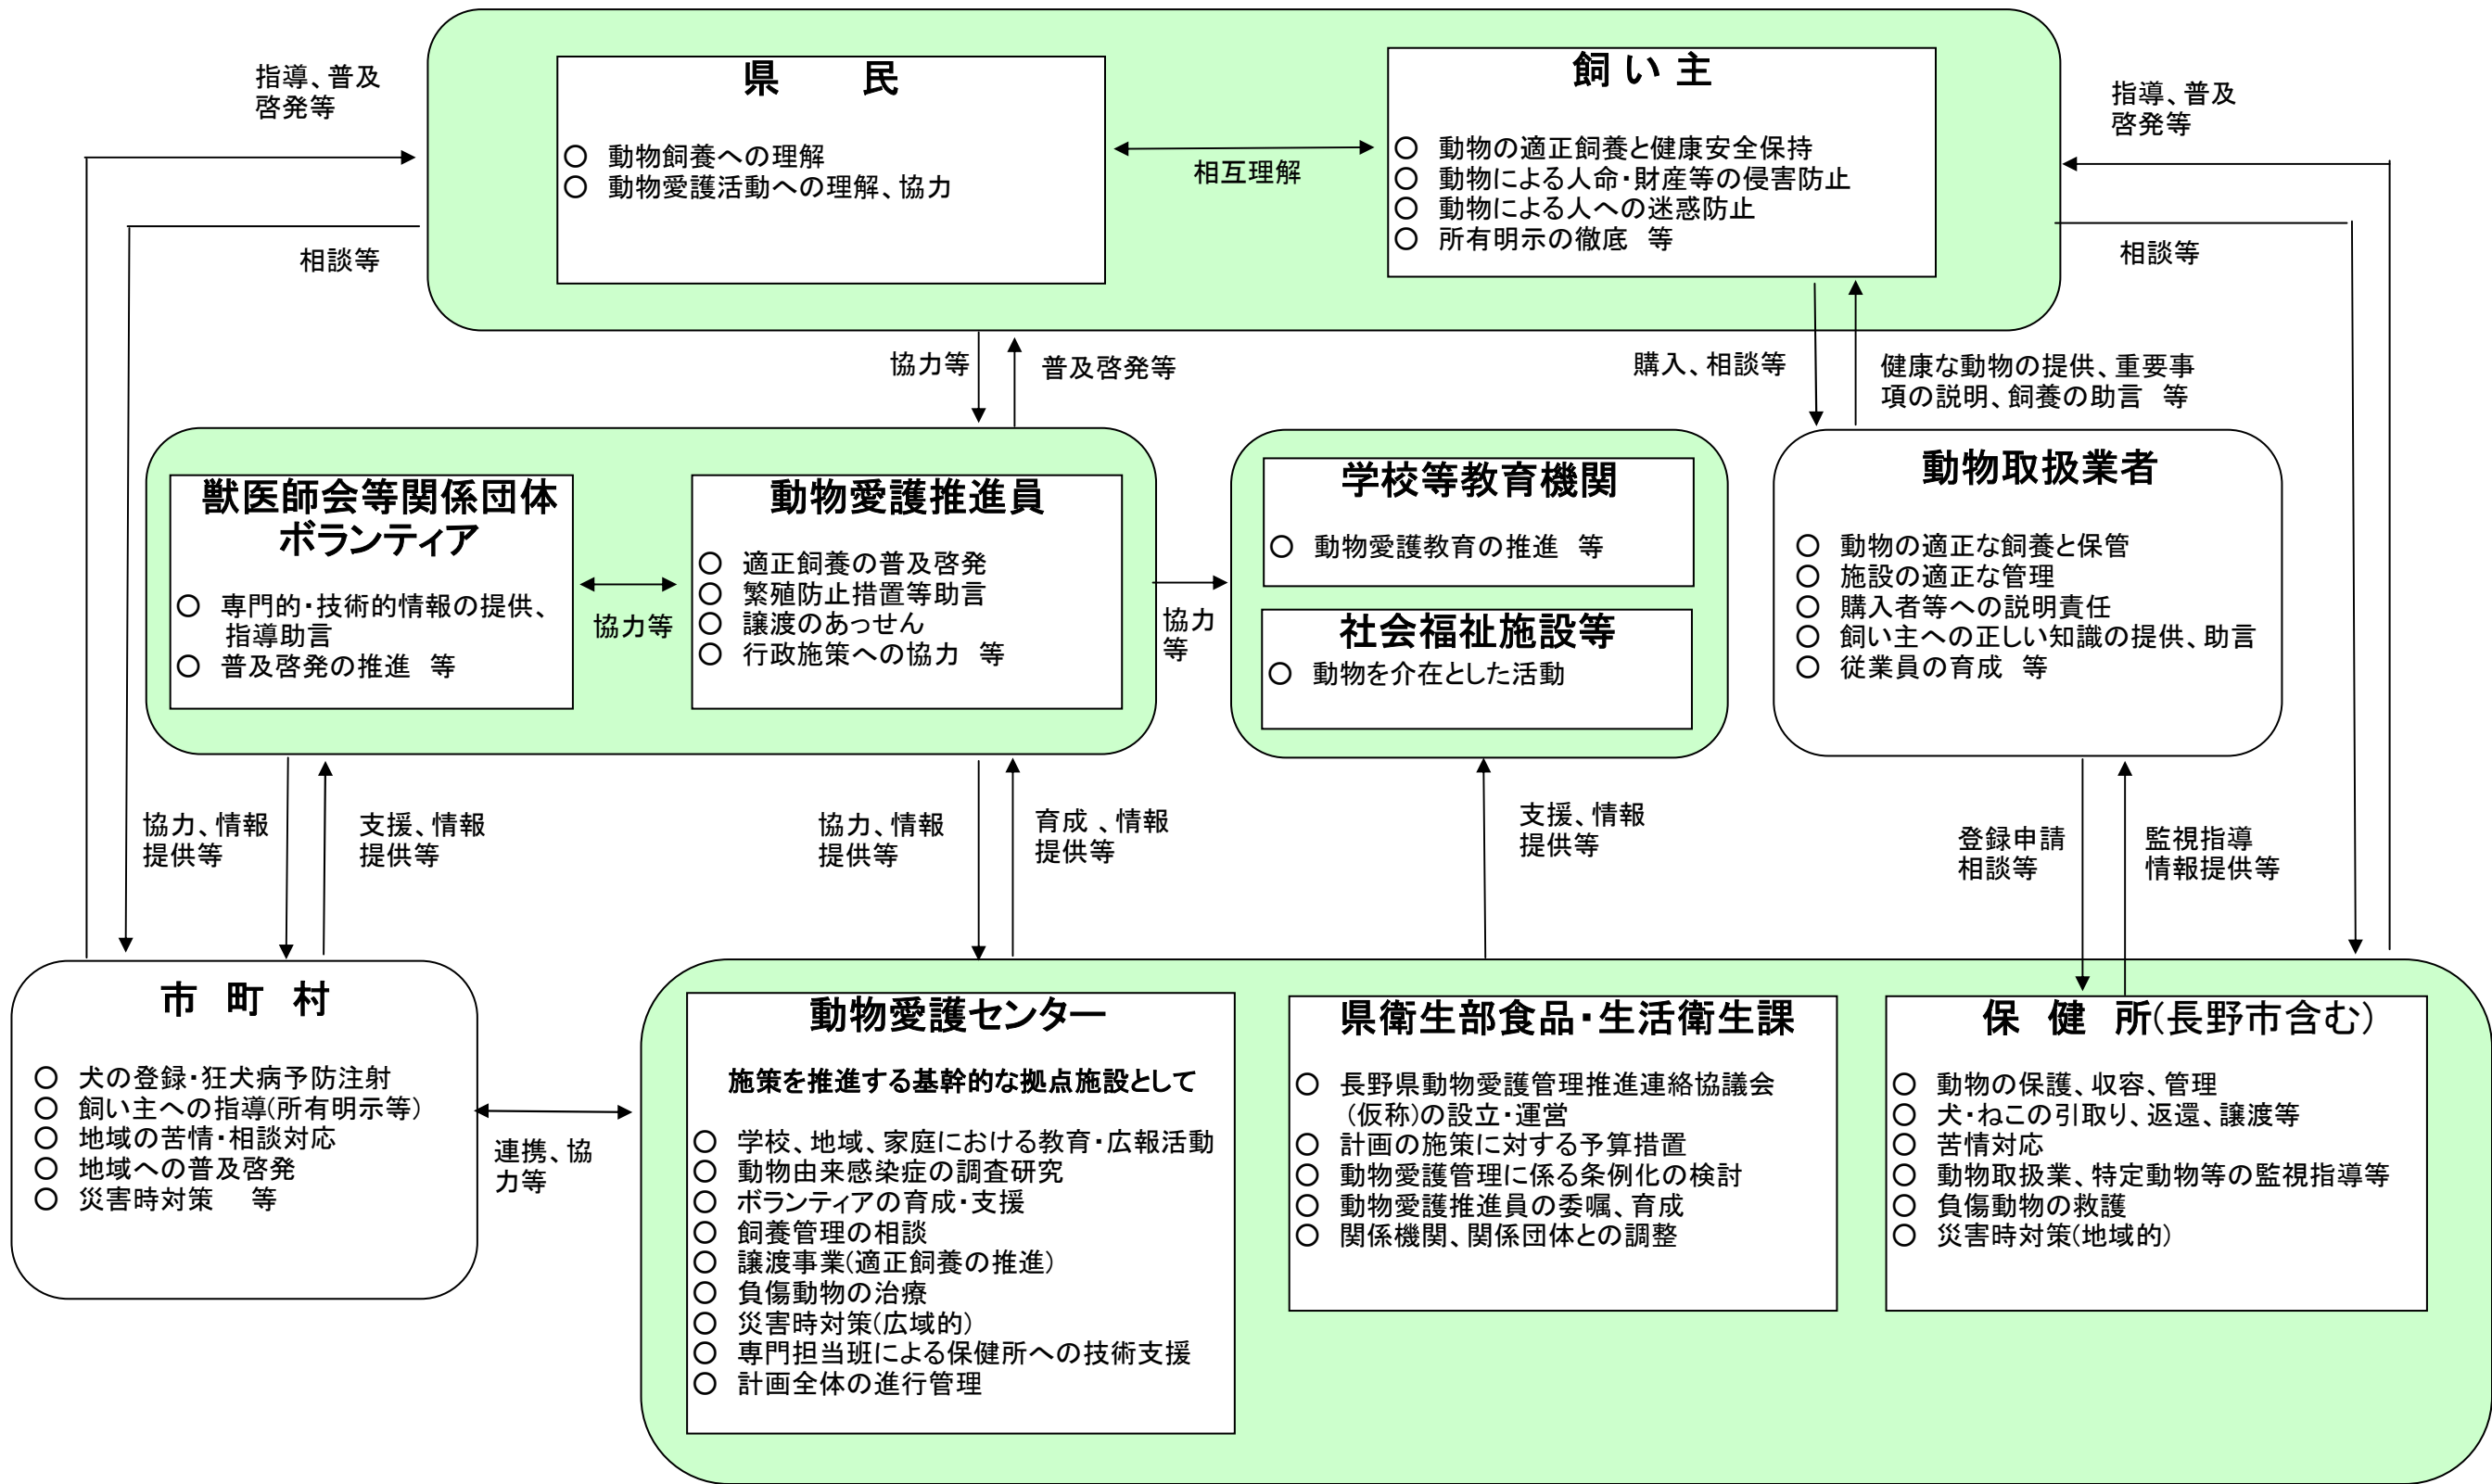 指導、普及
啓発等
県　　民
○ 動物飼養への理解
○ 動物愛護活動への理解、協力
相互理解
飼 い 主
○ 動物の適正飼養と健康安全保持
○ 動物による人命・財産等の侵害防止
○ 動物による人への迷惑防止
○ 所有明示の徹底 等
指導、普及
啓発等
相談等
相談等
協力等
普及啓発等
購入、相談等
健康な動物の提供、重要事
項の説明、飼養の助言 等
獣医師会等関係団体
ボランティア
○ 専門的・技術的情報の提供、
指導助言
○ 普及啓発の推進 等
協力等
動物愛護推進員
○ 適正飼養の普及啓発
○ 繁殖防止措置等助言
○ 譲渡のあっせん
○ 行政施策への協力 等
協力
等
学校等教育機関
○ 動物愛護教育の推進 等
社会福祉施設等
○ 動物を介在とした活動
動物取扱業者
○ 動物の適正な飼養と保管
○ 施設の適正な管理
○ 購入者等への説明責任
○ 飼い主への正しい知識の提供、助言
○ 従業員の育成 等
協力、情報
提供等
支援、情報
提供等
協力、情報
提供等
育成 、情報
提供等
支援、情報
提供等
登録申請
相談等
監視指導
情報提供等
市　町　村
○ 犬の登録・狂犬病予防注射
○ 飼い主への指導(所有明示等)
○ 地域の苦情・相談対応
○ 地域への普及啓発
○ 災害時対策　等
連携、協
力等
動物愛護センター
施策を推進する基幹的な拠点施設として
○ 学校、地域、家庭における教育・広報活動
○ 動物由来感染症の調査研究
○ ボランティアの育成・支援
○ 飼養管理の相談
○ 譲渡事業(適正飼養の推進)
○ 負傷動物の治療
○ 災害時対策(広域的)
○ 専門担当班による保健所への技術支援
○ 計画全体の進行管理
県衛生部食品・生活衛生課
○ 長野県動物愛護管理推進連絡協議会
(仮称)の設立・運営
○ 計画の施策に対する予算措置
○ 動物愛護管理に係る条例化の検討
○ 動物愛護推進員の委嘱、育成
○ 関係機関、関係団体との調整
保　健　所(長野市含む)
○ 動物の保護、収容、管理
○ 犬・ねこの引取り、返還、譲渡等
○ 苦情対応
○ 動物取扱業、特定動物等の監視指導等
○ 負傷動物の救護
○ 災害時対策(地域的)